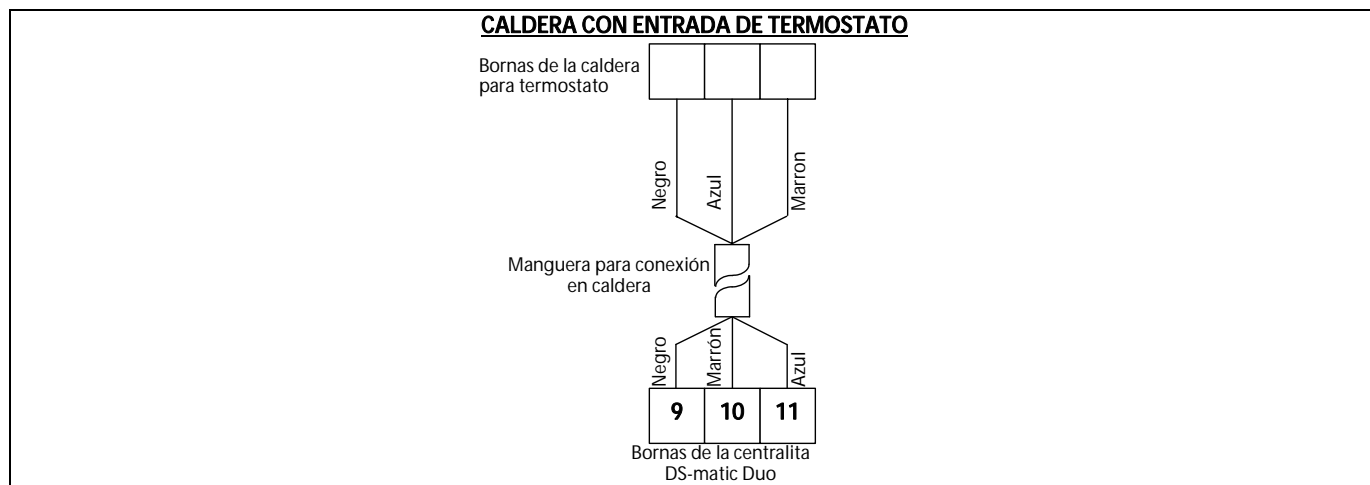 CALDERA CON ENTRADA DE TERMOSTATO
Bornas de la caldera
para termostato
Negro
Azul
Marron
Manguera para conexión
en caldera
Negro
Marrón
Azul
9 10 11
Bornas de la centralita
DS-matic Duo